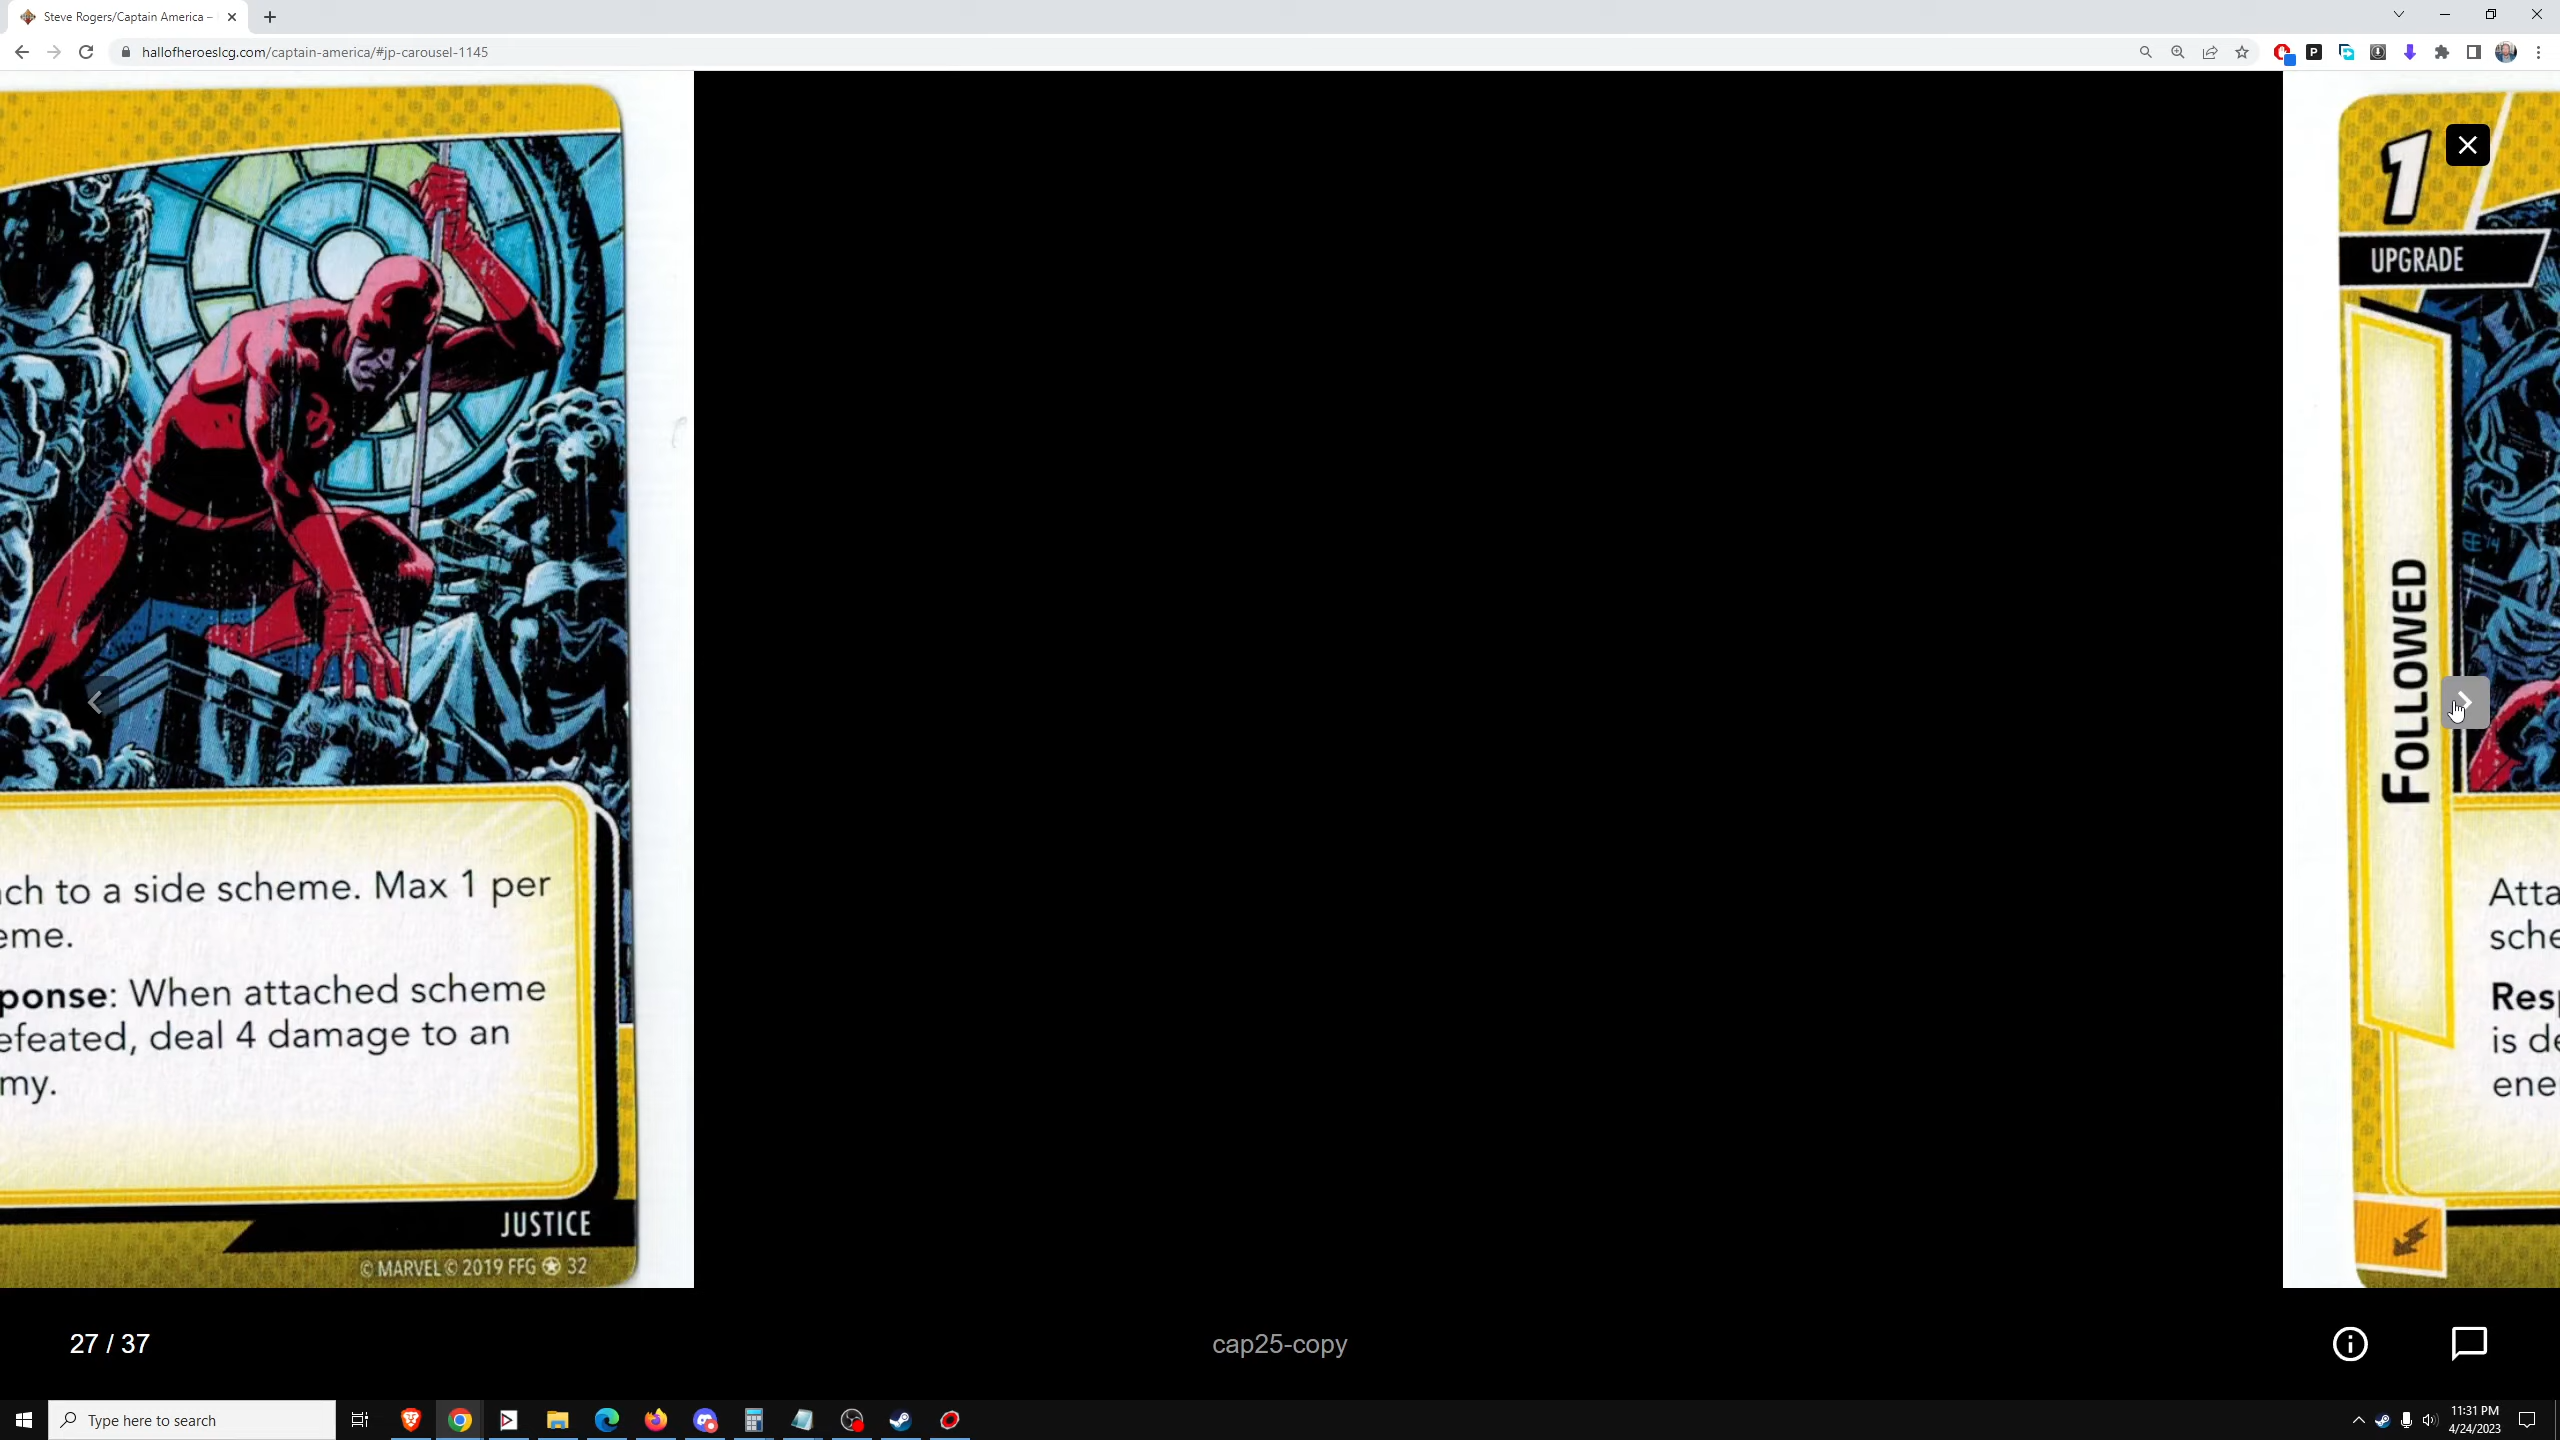 Steve Rogers/Captain America –
hallofheroeslcg.com/captain-america/#jp-carousel-1145
ch to a side scheme. Max 1 per
eme.
ponse: When attached scheme
efeated, deal 4 damage to an
my.
JUSTICE
© MARVEL © 2019 FFG 32
1
UPGRADE
FOLLOWED
Atta
sche
Resp
is de
ene
27 / 37
cap25-copy
Type here to search
11:31 PM
4/24/2023